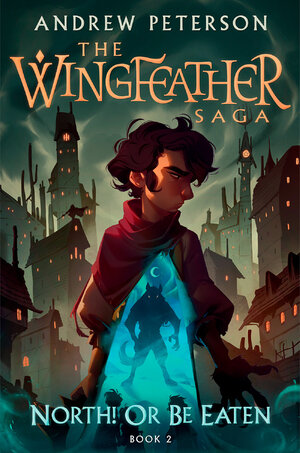 ANDREW PETERSON
THE
WINGFEATHER
SAGA
NORTH! OR BE EATEN
BOOK 2